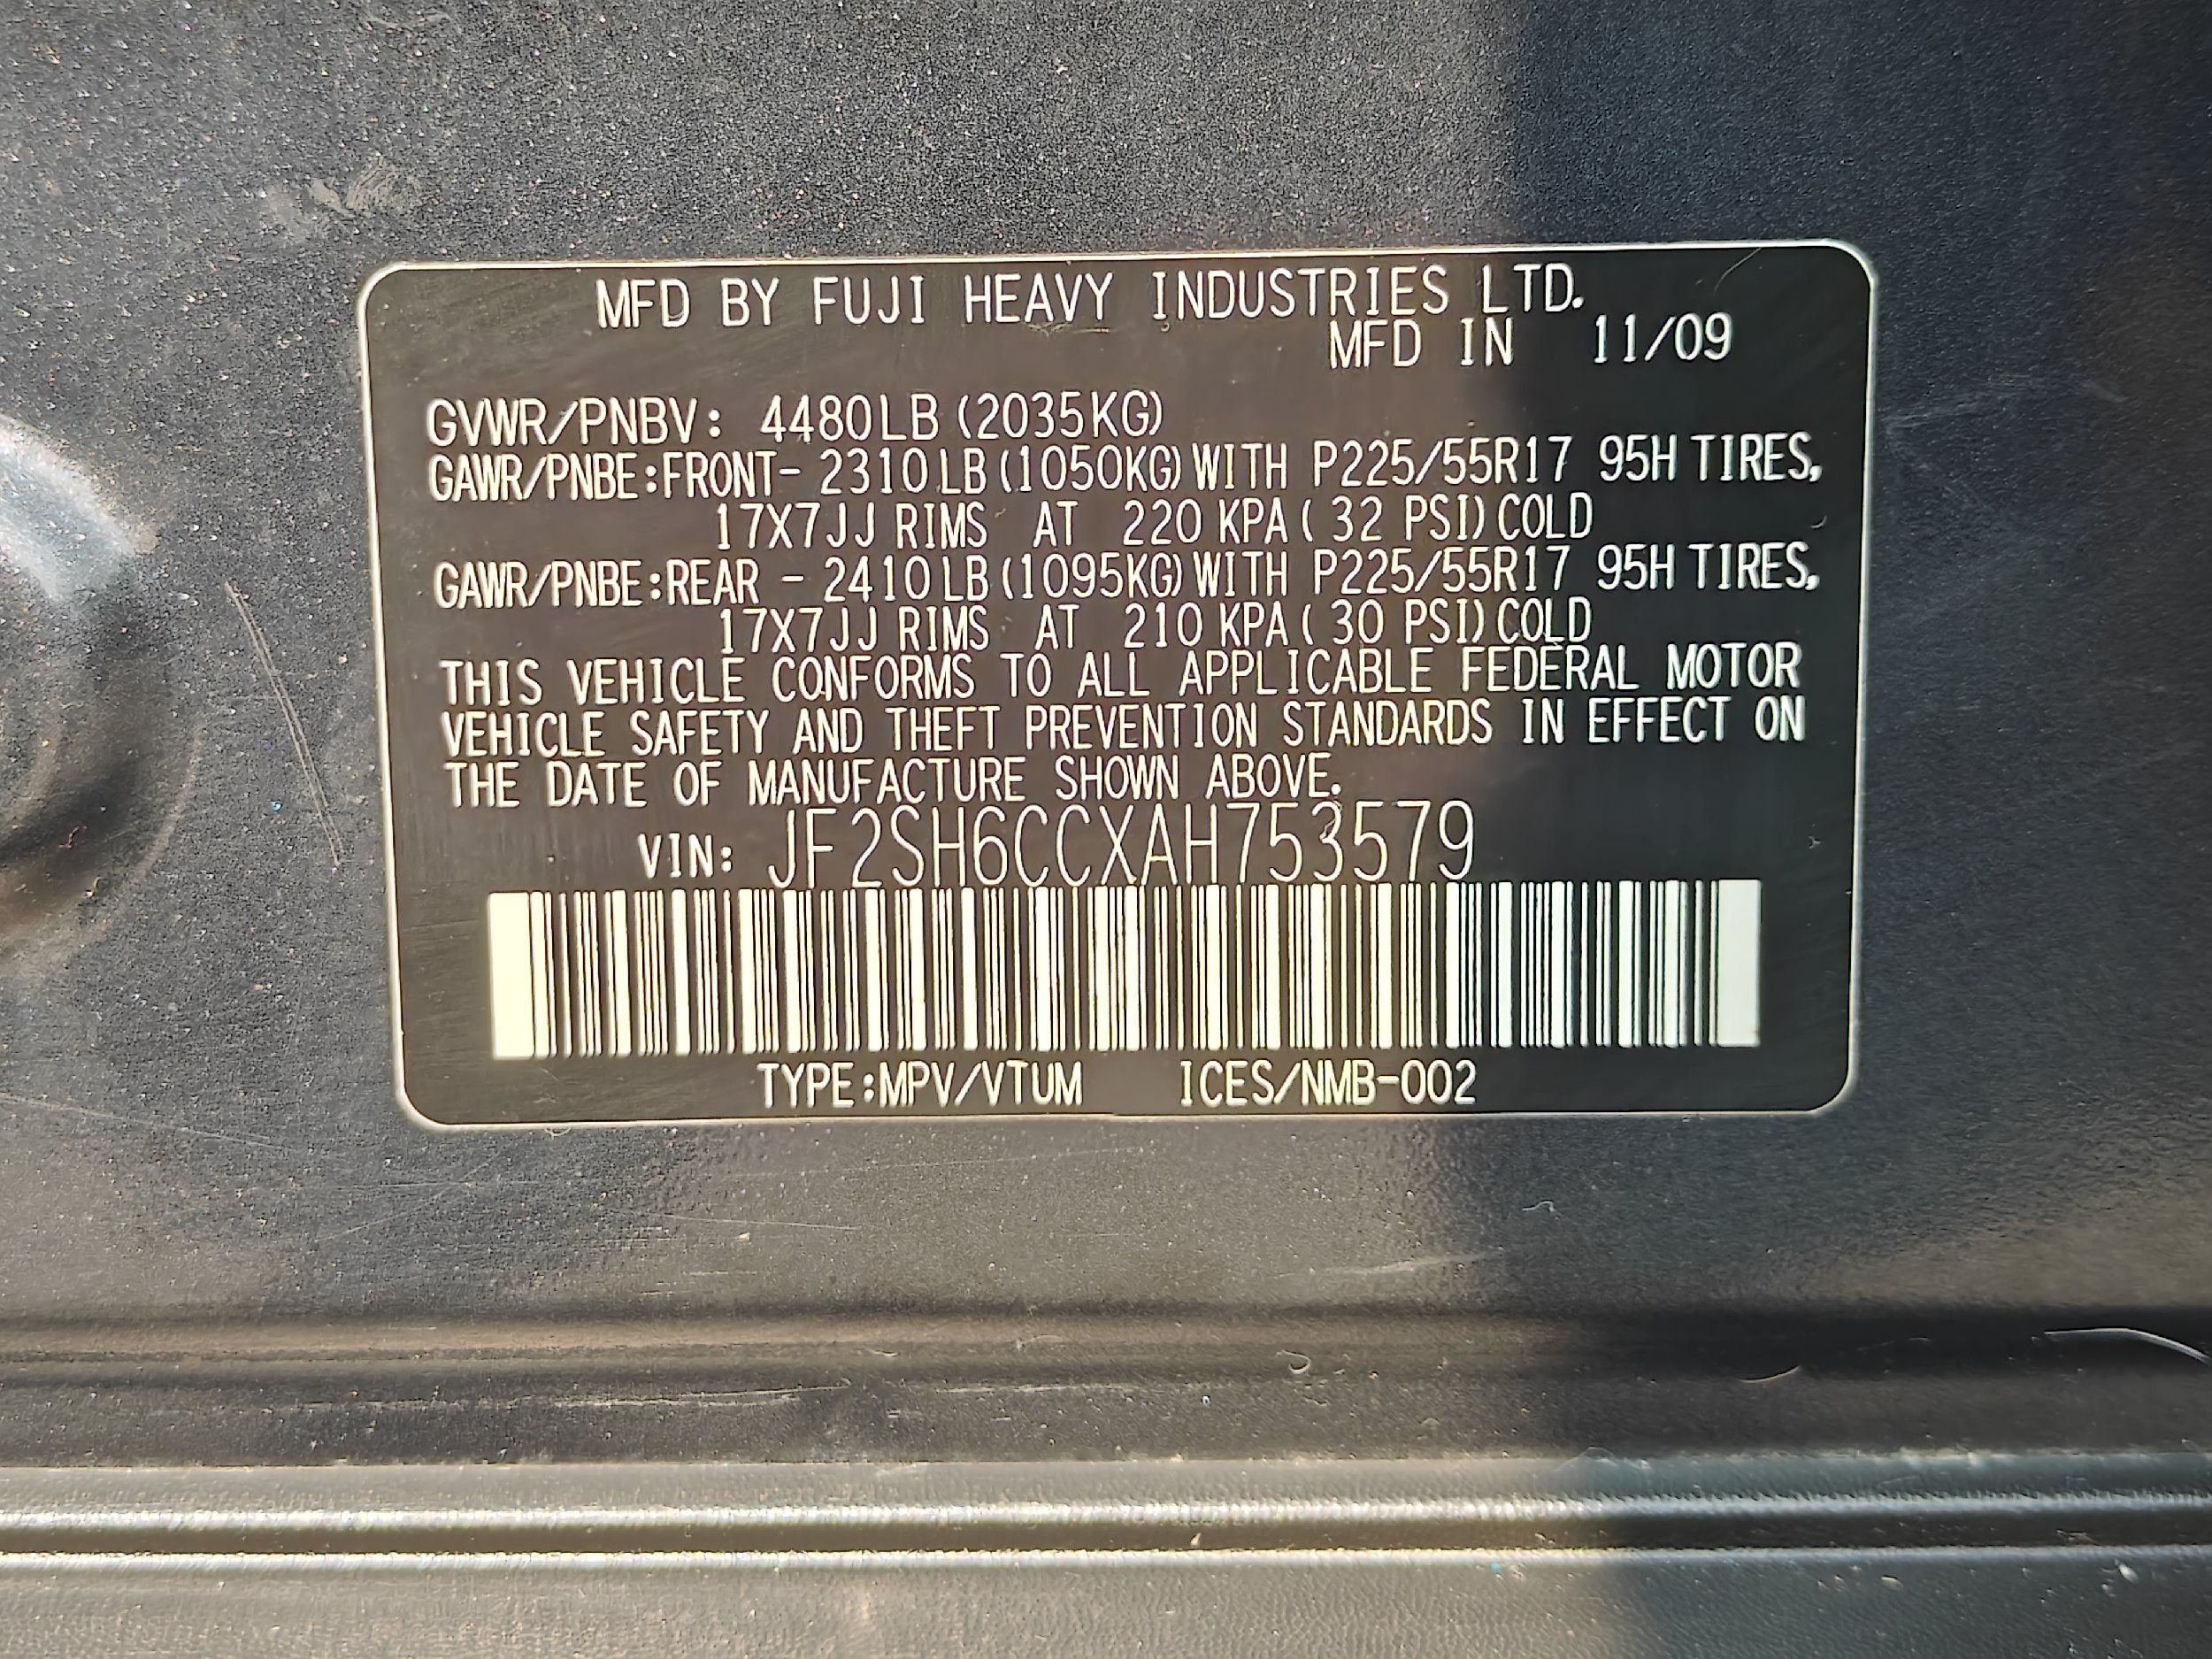 MFD BY FUJI HEAVY INDUSTRIES LTD.
MFD IN 11/09
GVWR/PNBV: 4480LB (2035KG)
GAWR/PNBE:FRONT- 2310LB(1050KG)WITH P225/55R17 95H TIRES,
17X7JJ RIMS AT 220 KPA( 32 PSI)COLD
GAWR/PNBE:REAR - 2410LB(1095KG)WITH P225/55R17 95H TIRES,
17X7JJ RIMS AT 210 KPA( 30 PSI)COLD
THIS VEHICLE CONFORMS TO ALL APPLICABLE FEDERAL MOTOR
VEHICLE SAFETY AND THEFT PREVENTION STANDARDS IN EFFECT ON
THE DATE OF MANUFACTURE SHOWN ABOVE.
VIN: JF2SH6CCXAH753579
TYPE:MPV/VTUM ICES/NMB-002